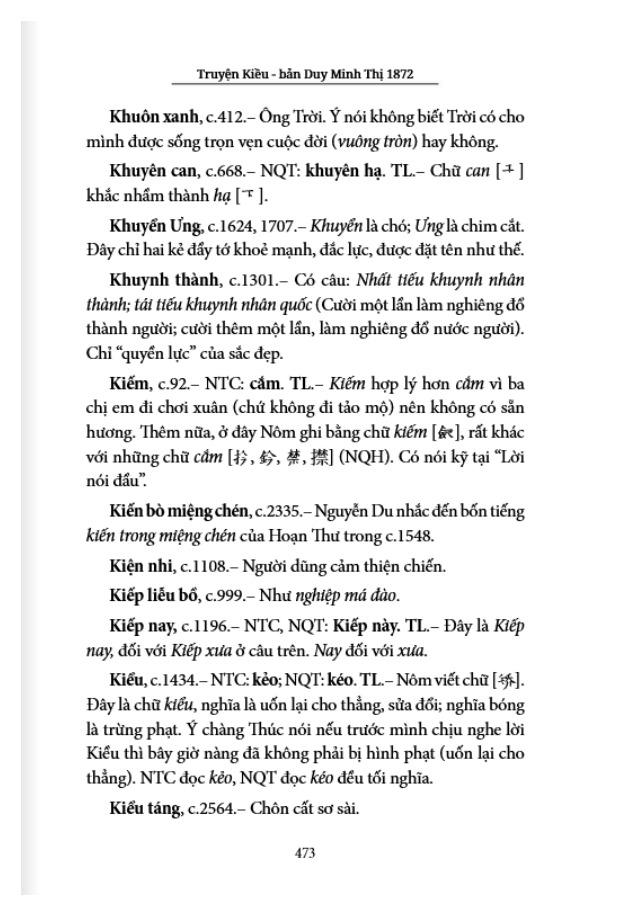 Truyện Kiều - bản Duy Minh Thị 1872
Khuôn xanh, c.412.– Ông Trời. Ý nói không biết Trời có cho
mình được sống trọn vẹn cuộc đời (vuông tròn) hay không.
Khuyên can, c.668.– NQT: khuyên hạ. TL.– Chữ can [ ]
khắc nhầm thành hạ [ ].
Khuyển Ưng, c.1624, 1707.– Khuyển là chó; Ưng là chim cắt.
Đây chỉ hai kẻ đầy tớ khoẻ mạnh, đắc lực, được đặt tên như thế.
Khuynh thành, c.1301.– Có câu: Nhất tiếu khuynh nhân
thành; tái tiếu khuynh nhân quốc (Cười một lần làm nghiêng đổ
thành người; cười thêm một lần, làm nghiêng đổ nước người).
Chỉ “quyền lực” của sắc đẹp.
Kiếm, c.92.– NTC: cắm. TL.– Kiếm hợp lý hơn cắm vì ba
chị em đi chơi xuân (chứ không đi tảo mộ) nên không có sẵn
hương. Thêm nữa, ở đây Nôm ghi bằng chữ kiếm [ ], rất khác
với những chữ cắm [ , , , ] (NQH). Có nói kỹ tại “Lời
nói đầu”.
Kiến bò miệng chén, c.2335.– Nguyễn Du nhắc đến bốn tiếng
kiến trong miệng chén của Hoạn Thư trong c.1548.
Kiện nhi, c.1108.– Người dũng cảm thiện chiến.
Kiếp liễu bồ, c.999.– Như nghiệp má đào.
Kiếp nay, c.1196.– NTC, NQT: Kiếp này. TL.– Đây là Kiếp
nay, đối với Kiếp xưa ở câu trên. Nay đối với xưa.
Kiểu, c.1434.– NTC: kẻo; NQT: kéo. TL.– Nôm viết chữ [ ].
Đây là chữ kiểu, nghĩa là uốn lại cho thẳng, sửa đổi; nghĩa bóng
là trừng phạt. Ý chàng Thúc nói nếu trước mình chịu nghe lời
Kiều thì bây giờ nàng đã không phải bị hình phạt (uốn lại cho
thẳng). NTC đọc kẻo, NQT đọc kéo đều tối nghĩa.
Kiểu táng, c.2564.– Chôn cất sơ sài.
473